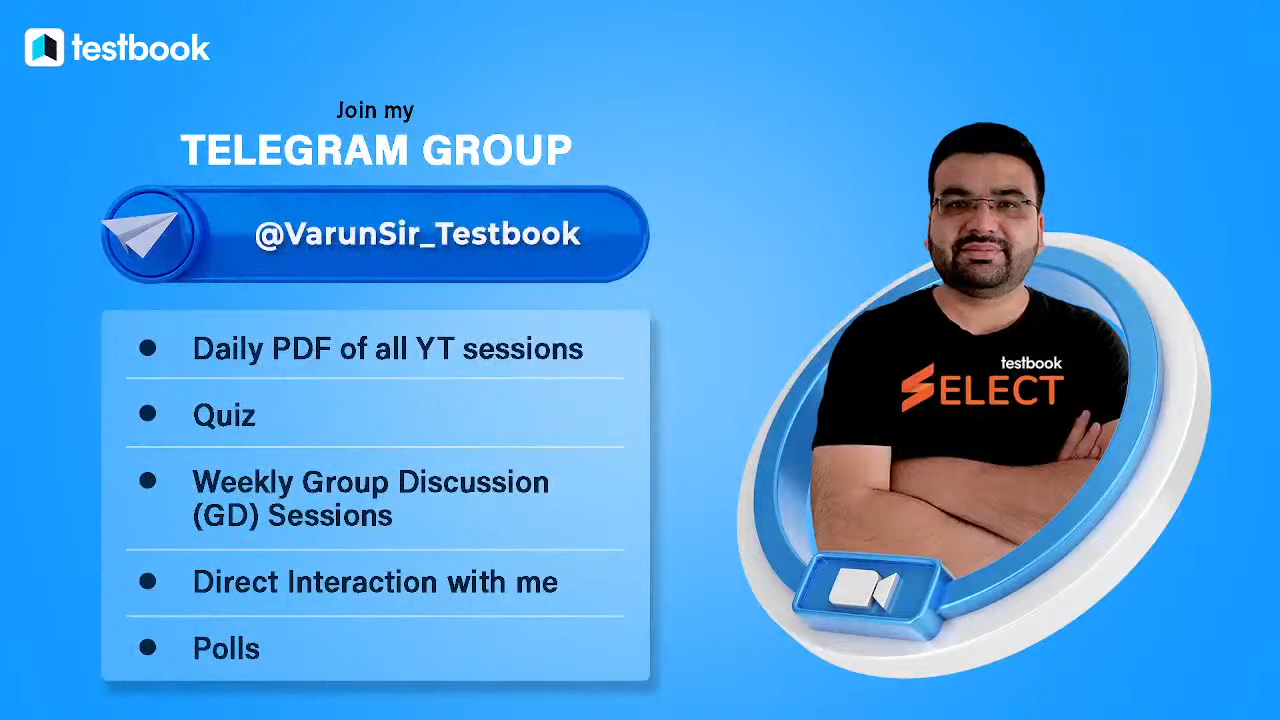 testbook
Join my
TELEGRAM GROUP
@VarunSir_Testbook
Daily PDF of all YT sessions
Quiz
Weekly Group Discussion
(GD) Sessions
Direct Interaction with me
Polls
testbook
SELECT